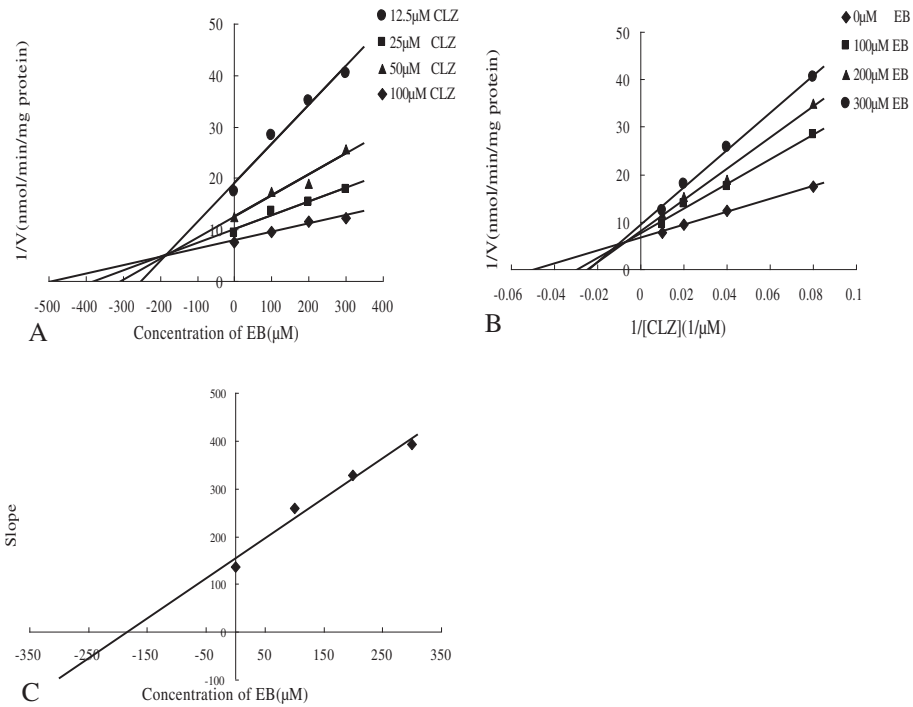 12.5μM CLZ
25μM CLZ
50μM CLZ
100μM CLZ
1/V(nmol/min/mg protein)
50
40
30
20
10
0
-500 -400 -300 -200 -100 0 100 200 300 400
Concentration of EB(μM)
A
0μM EB
100μM EB
200μM EB
300μM EB
1/V(nmol/min/mg protein)
50
40
30
20
10
0
-0.06 -0.04 -0.02 0 0.02 0.04 0.06 0.08 0.1
1/[CLZ](1/μM)
B
Slope
500
400
300
200
100
0
-100
-350 -250 -150 -50 50 150 250 350
Concentration of EB(μM)
C